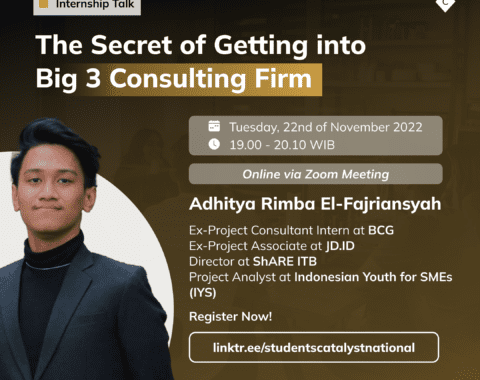 Internship Talk
C
The Secret of Getting into
Big 3 Consulting Firm
Tuesday, 22nd of November 2022
19.00 - 20.10 WIB
Online via Zoom Meeting
Adhitya Rimba El-Fajriansyah
Ex-Project Consultant Intern at BCG
Ex-Project Associate at JD.ID
Director at ShARE ITB
Project Analyst at Indonesian Youth for SMEs
(IYS)
Register Now!
linktr.ee/studentscatalystnational